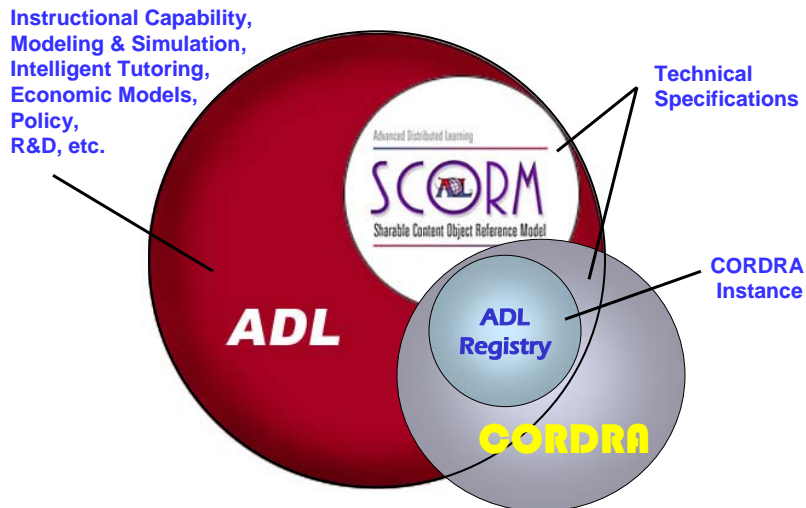 Instructional Capability,
Modeling & Simulation,
Intelligent Tutoring,
Economic Models,
Policy,
R&D, etc.
Technical
Specifications
Advanced Distributed Learning
SCORM
ADL
Sharable Content Object Reference Model
CORDRA
Instance
ADL
ADL
Registry
CORDRA